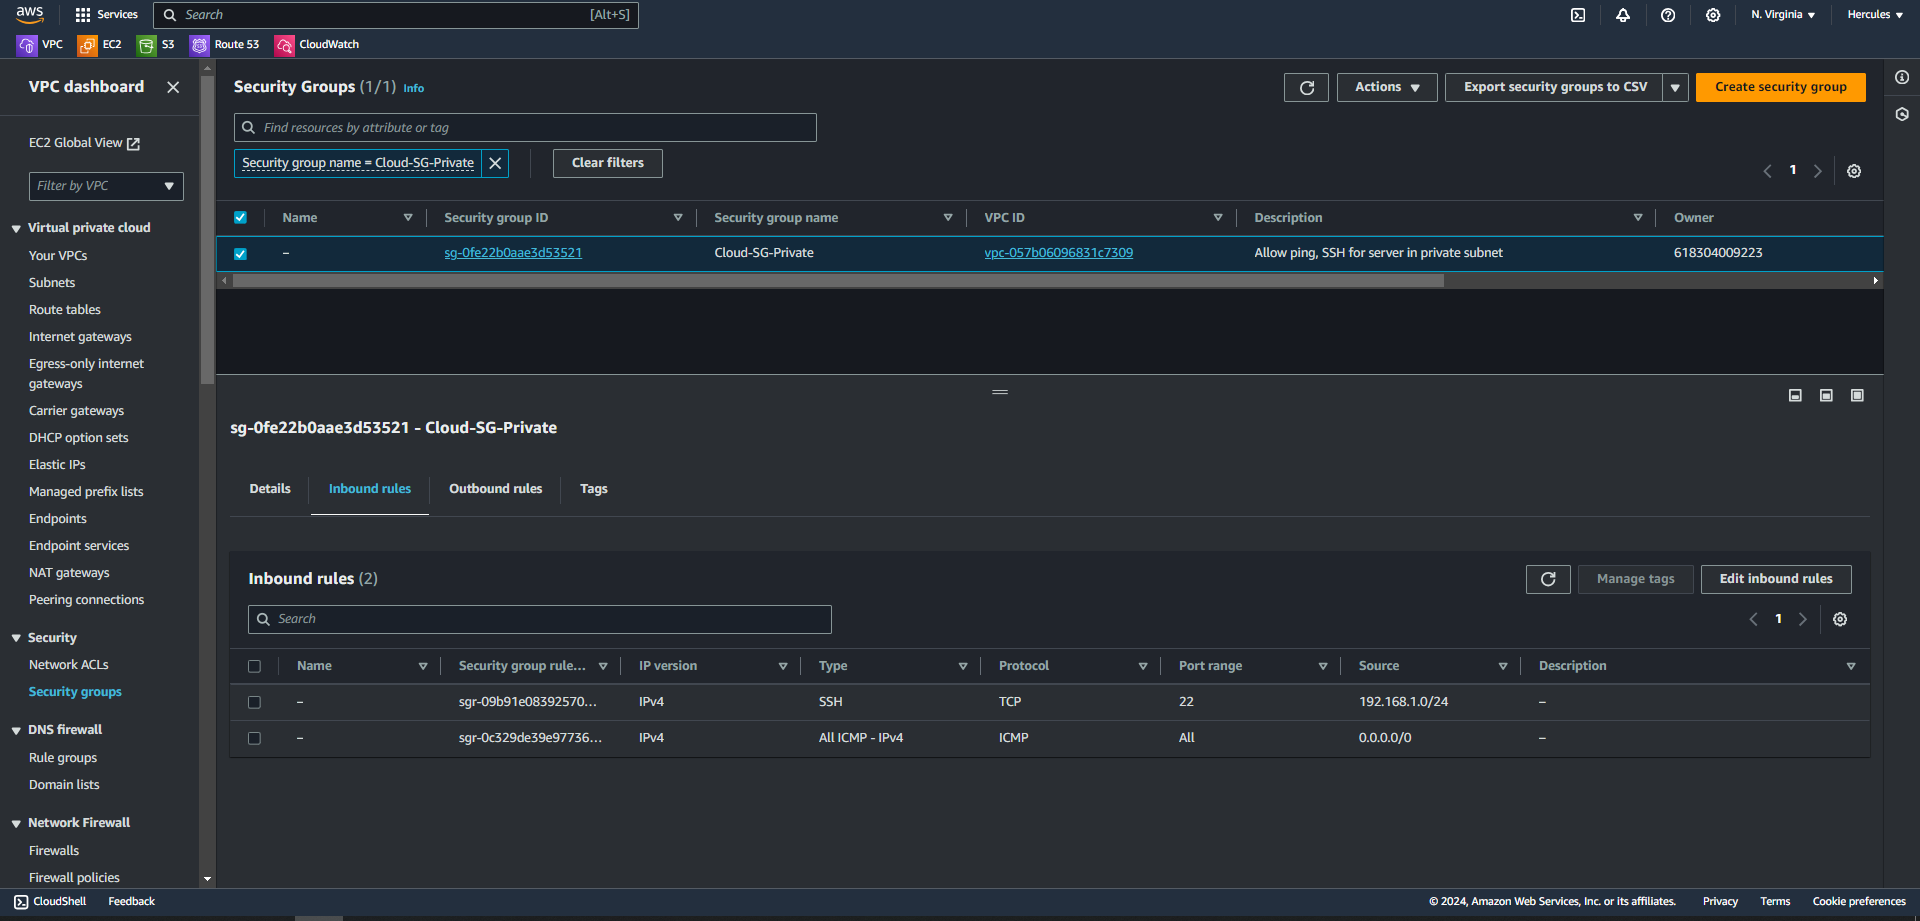 aws Services Search [Alt+S] N. Virginia Hercules
VPC EC2 S3 Route 53 CloudWatch
VPC dashboard
EC2 Global View
Filter by VPC
Virtual private cloud
Your VPCs
Subnets
Route tables
Internet gateways
Egress-only internet
gateways
Carrier gateways
DHCP option sets
Elastic IPs
Managed prefix lists
Endpoints
Endpoint services
NAT gateways
Peering connections
Security
Network ACLs
Security groups
DNS firewall
Rule groups
Domain lists
Network Firewall
Firewalls
Firewall policies
Security Groups (1/1) Info
Actions Export security groups to CSV Create security group
Find resources by attribute or tag
Security group name = Cloud-SG-Private Clear filters
1
Name Security group ID Security group name VPC ID Description Owner
– sg-0fe22b0aae3d53521 Cloud-SG-Private vpc-057b06096831c7309 Allow ping, SSH for server in private subnet 618304009223
sg-0fe22b0aae3d53521 - Cloud-SG-Private
Details Inbound rules Outbound rules Tags
Inbound rules (2) Manage tags Edit inbound rules
Search
1
Name Security group rule... IP version Type Protocol Port range Source Description
– sgr-09b91e08392570... IPv4 SSH TCP 22 192.168.1.0/24 –
– sgr-0c329de39e97736... IPv4 All ICMP - IPv4 ICMP All 0.0.0.0/0 –
CloudShell Feedback © 2024, Amazon Web Services, Inc. or its affiliates. Privacy Terms Cookie preferences